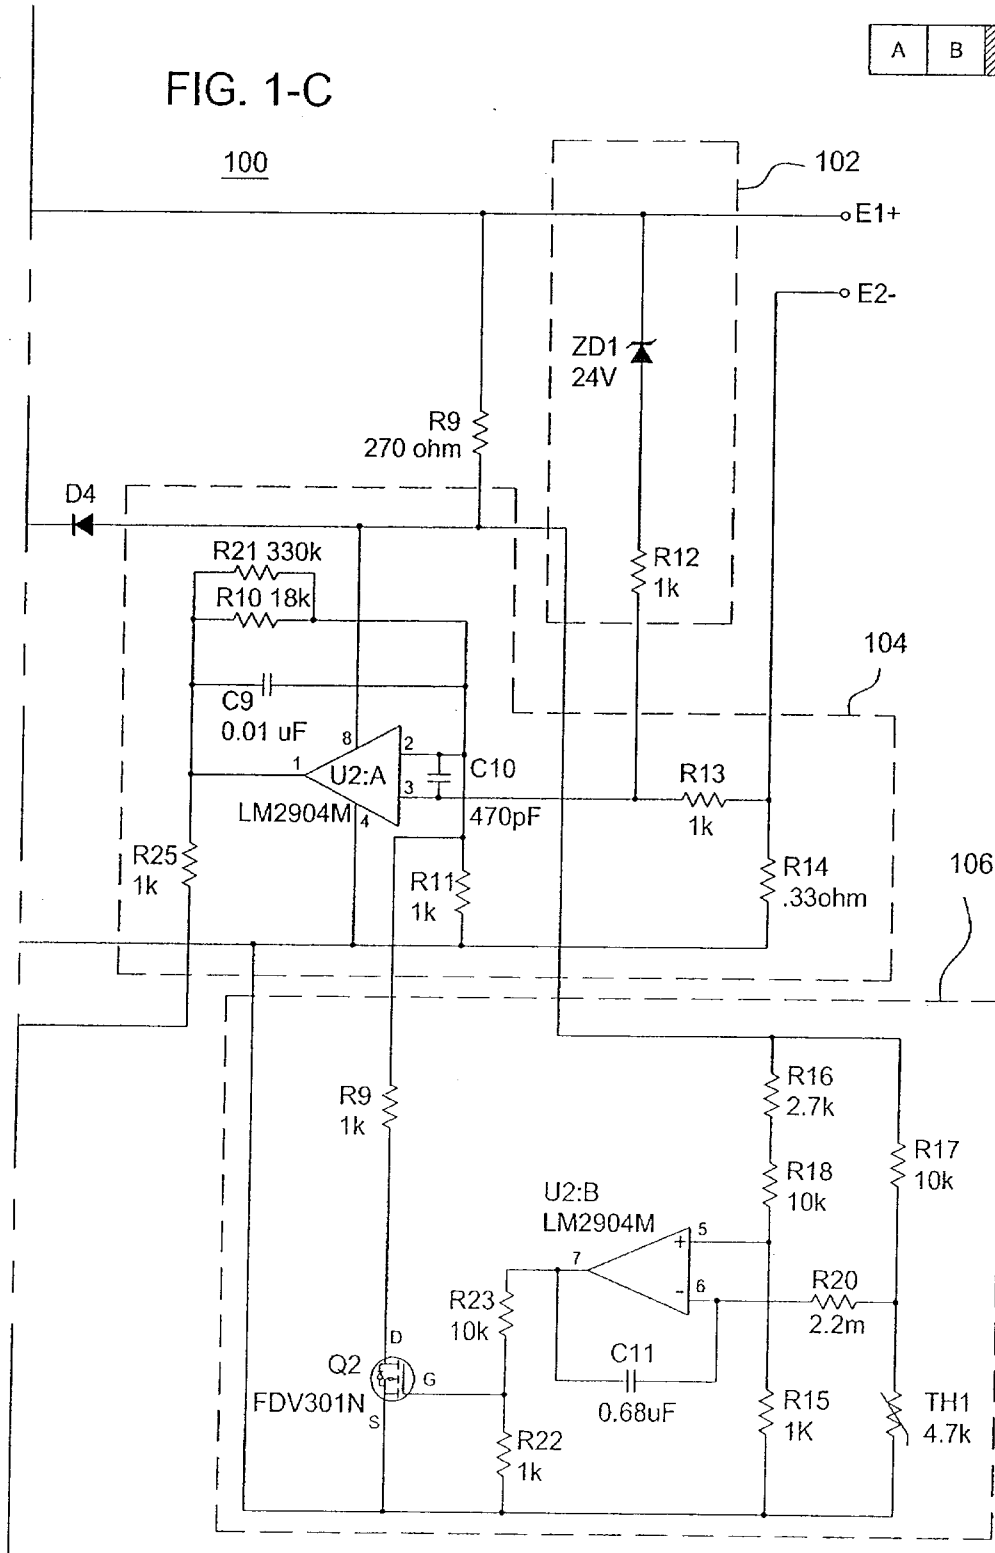 A B
FIG. 1-C
100
102
E1+
E2-
ZD1
24V
R9
270 ohm
D4
R21 330k
R10 18k
R12
1k
104
C9
0.01 uF
8
2
1
U2:A
3
C10
R13
LM2904M
4
470pF
1k
R25
1k
R11
1k
R14
.33ohm
106
R16
2.7k
R9
1k
R17
10k
R18
10k
U2:B
LM2904M
5
+
7
6
-
R20
2.2m
R23
10k
D
C11
Q2
G
0.68uF
FDV301N
S
R15
1K
TH1
4.7k
R22
1k